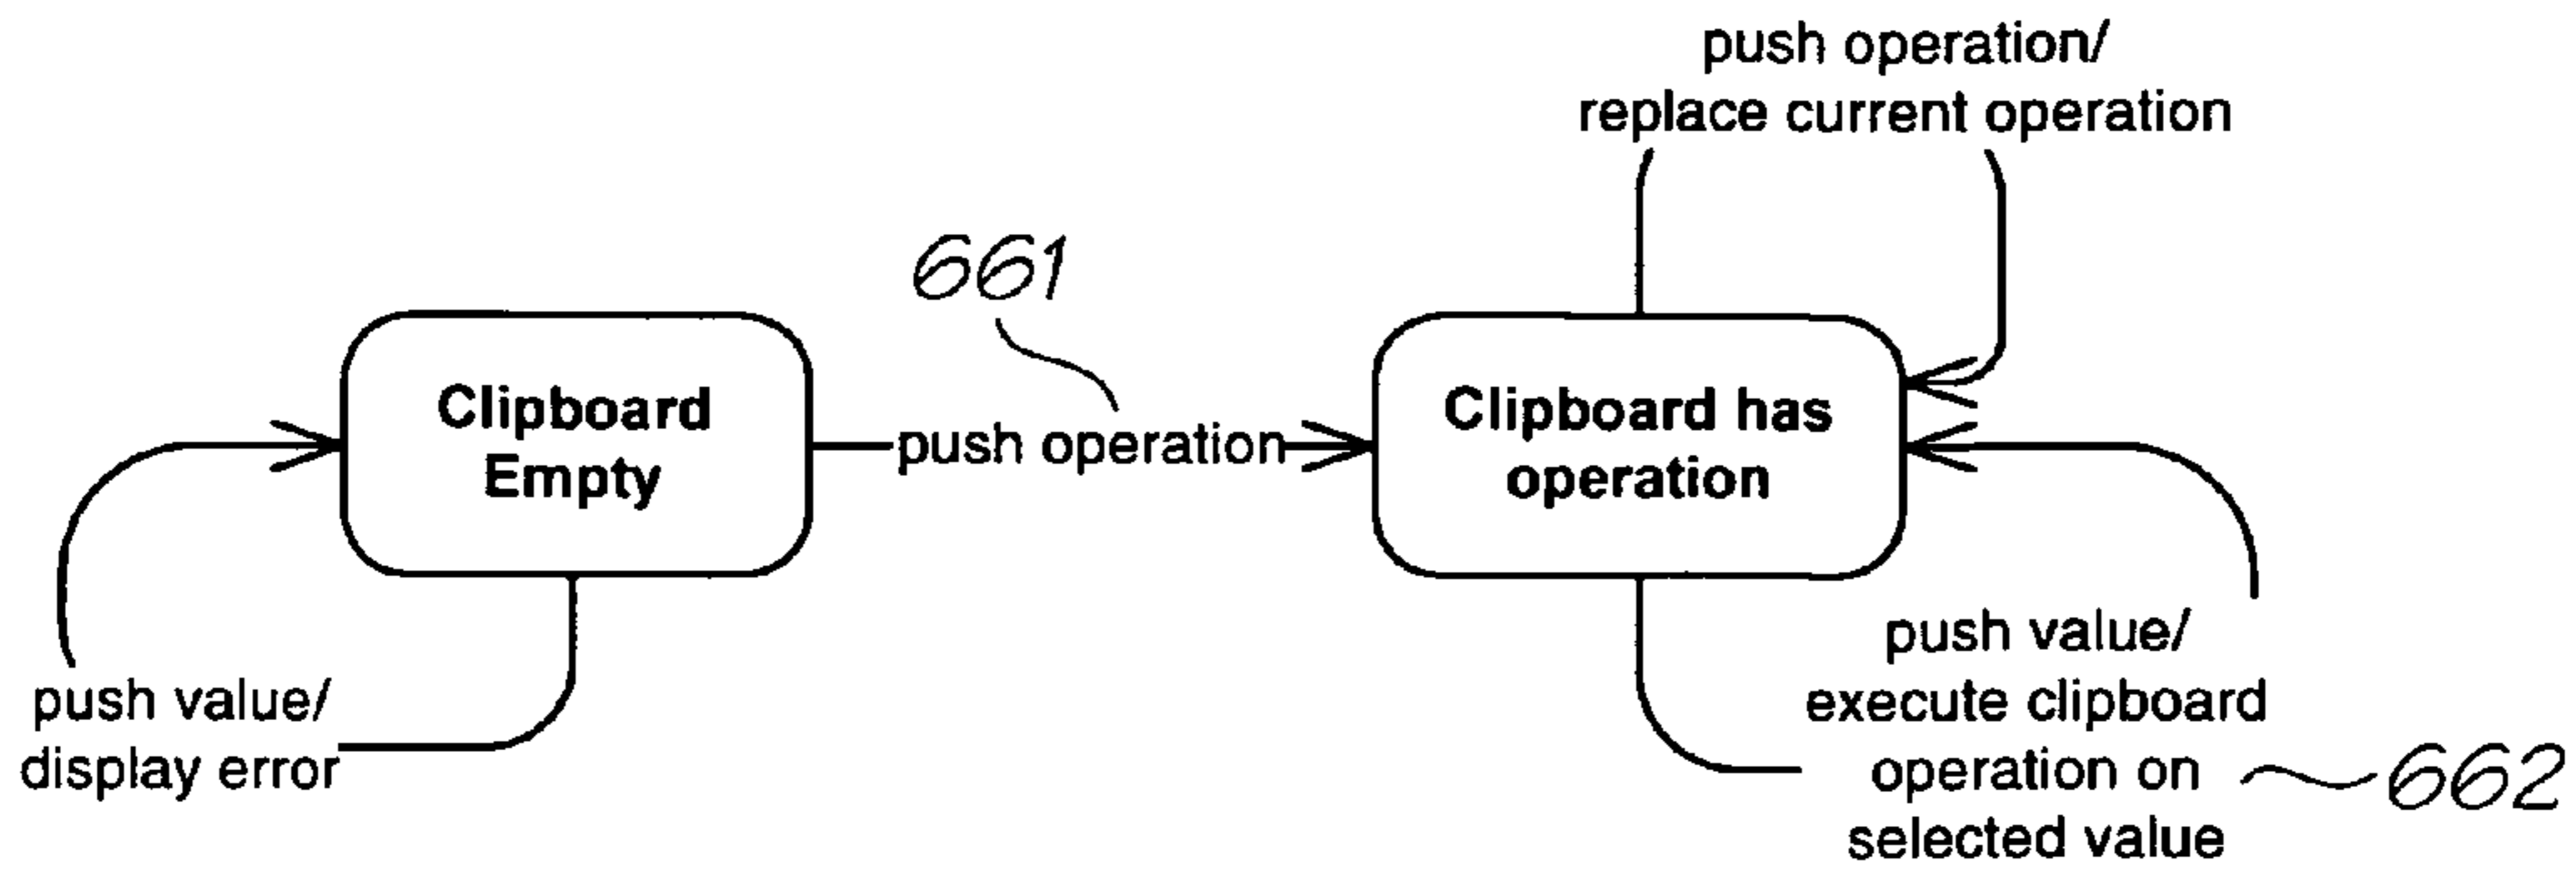 push operation/
replace current operation
661
Clipboard
Empty
push operation
Clipboard has
operation
push value/
display error
push value/
execute clipboard
operation on
selected value
662